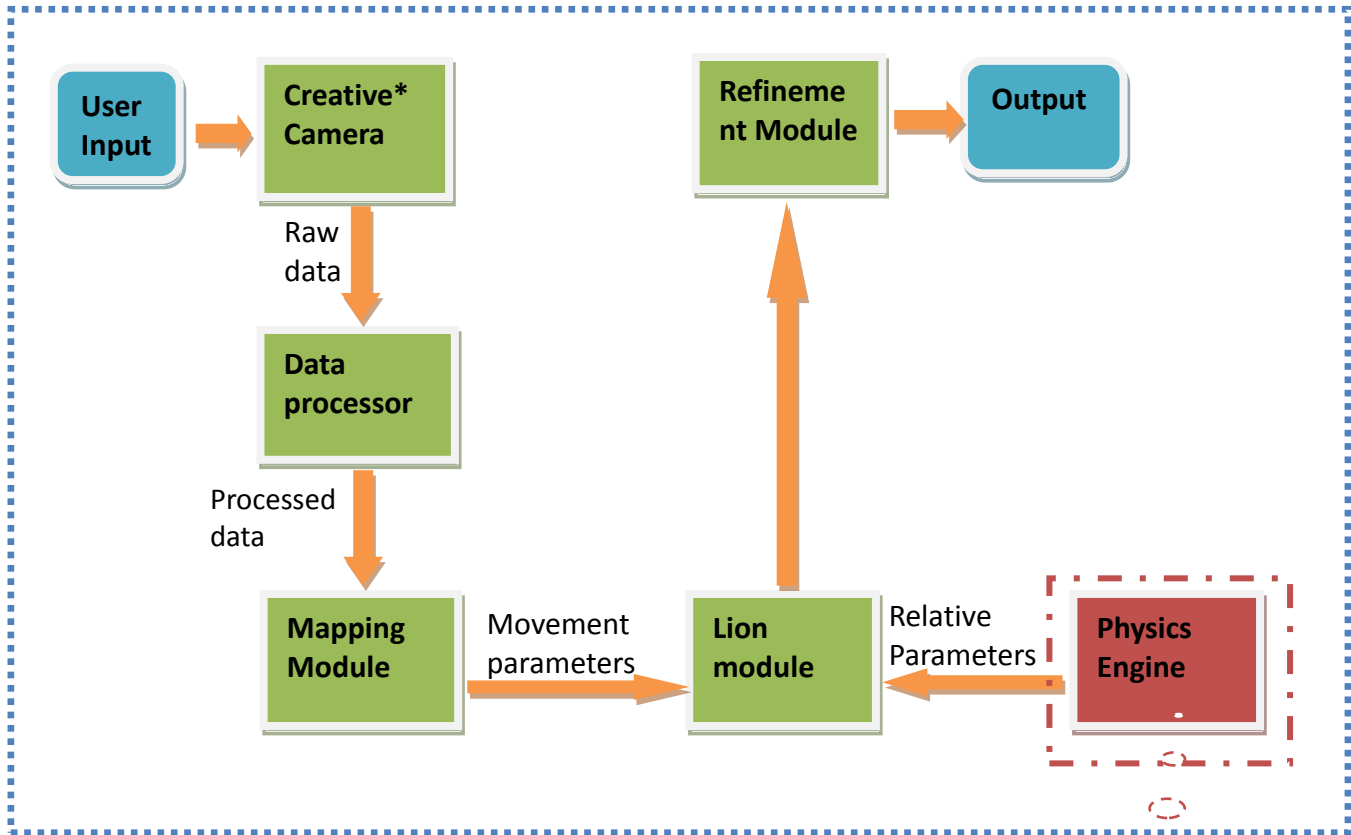 User
Input
Creative*
Camera
Raw
data
Data
processor
Processed
data
Mapping
Module
Movement
parameters
Lion
module
Relative
Parameters
Physics
Engine
Refineme
nt Module
Output